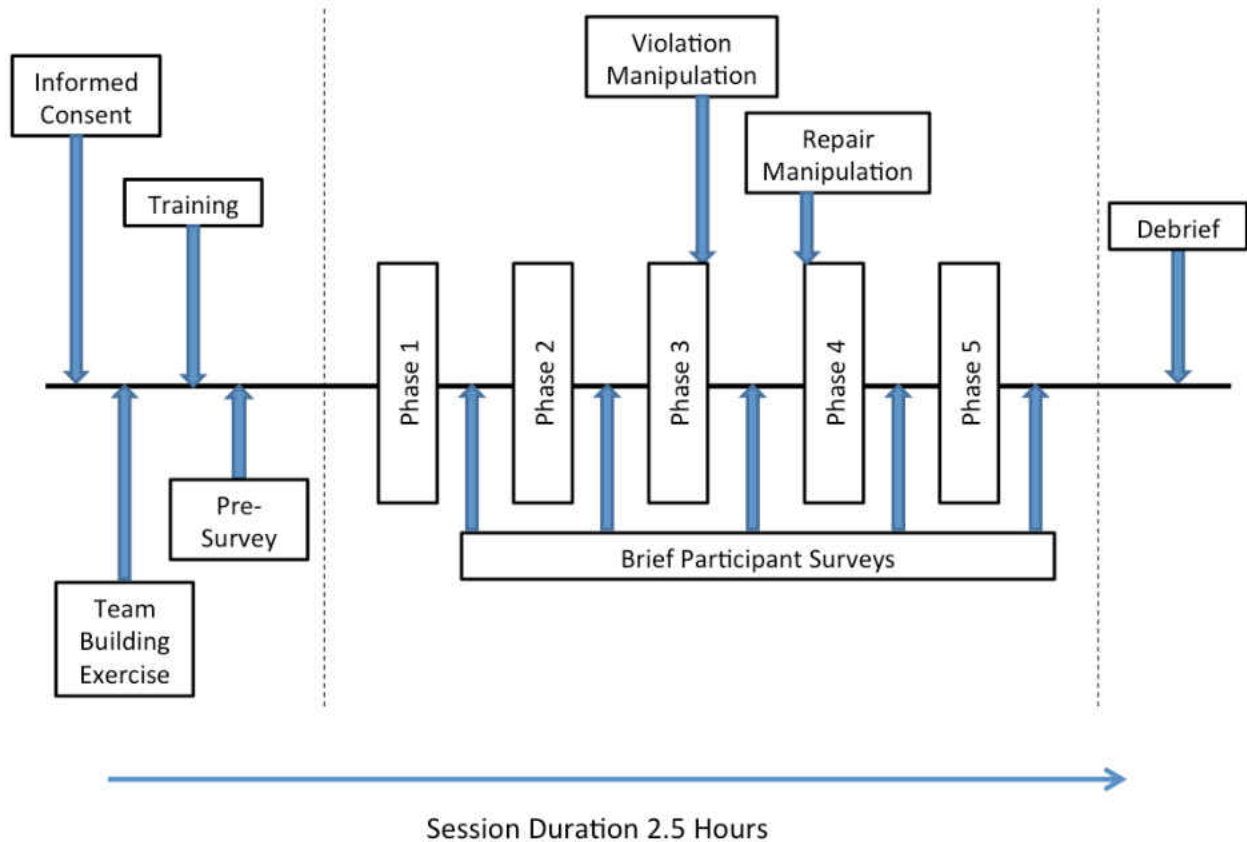 Informed
Consent
Training
Team
Building
Exercise
Pre-
Survey
Violation
Manipulation
Repair
Manipulation
Phase 1
Phase 2
Phase 3
Phase 4
Phase 5
Brief Participant Surveys
Debrief
Session Duration 2.5 Hours